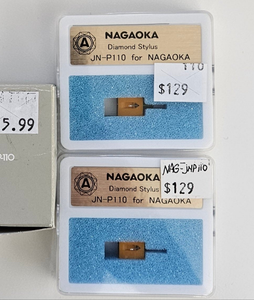 NAGAOKA
Diamond Stylus
JN-P110 for NAGAOKA
110
$129
5.99
110
NAGAOKA
Diamond Stylus
JN-P110 for NAGAOKA
NAG-JNP110
$129